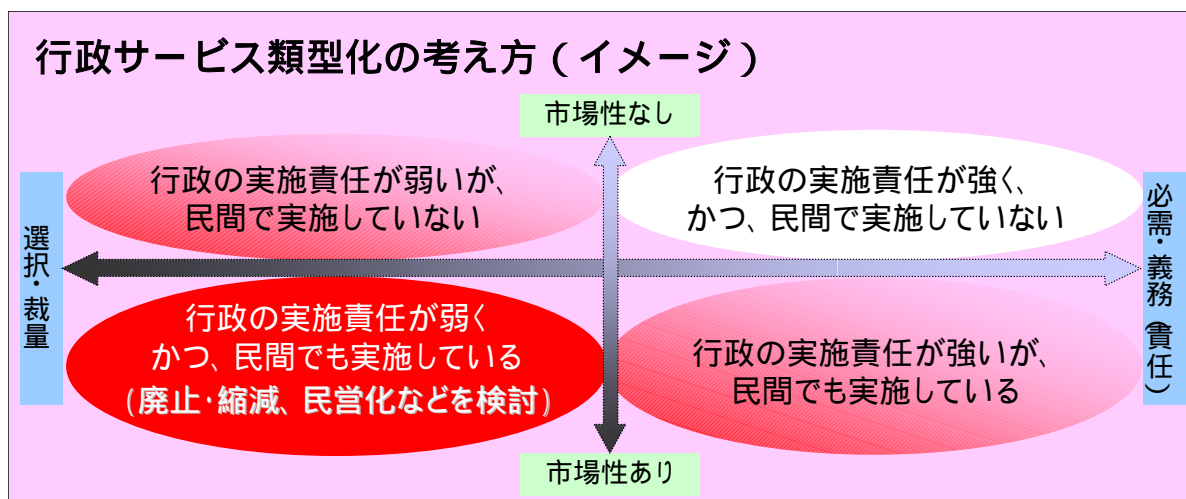 行政サービス類型化の考え方(イメージ)
市場性なし
行政の実施責任が弱いが、
民間で実施していない
行政の実施責任が強く、
かつ、民間で実施していない
選択・裁量
必需・義務(責任)
行政の実施責任が弱く
かつ、民間でも実施している
(廃止・縮減、民営化などを検討)
行政の実施責任が強いが、
民間でも実施している
市場性あり